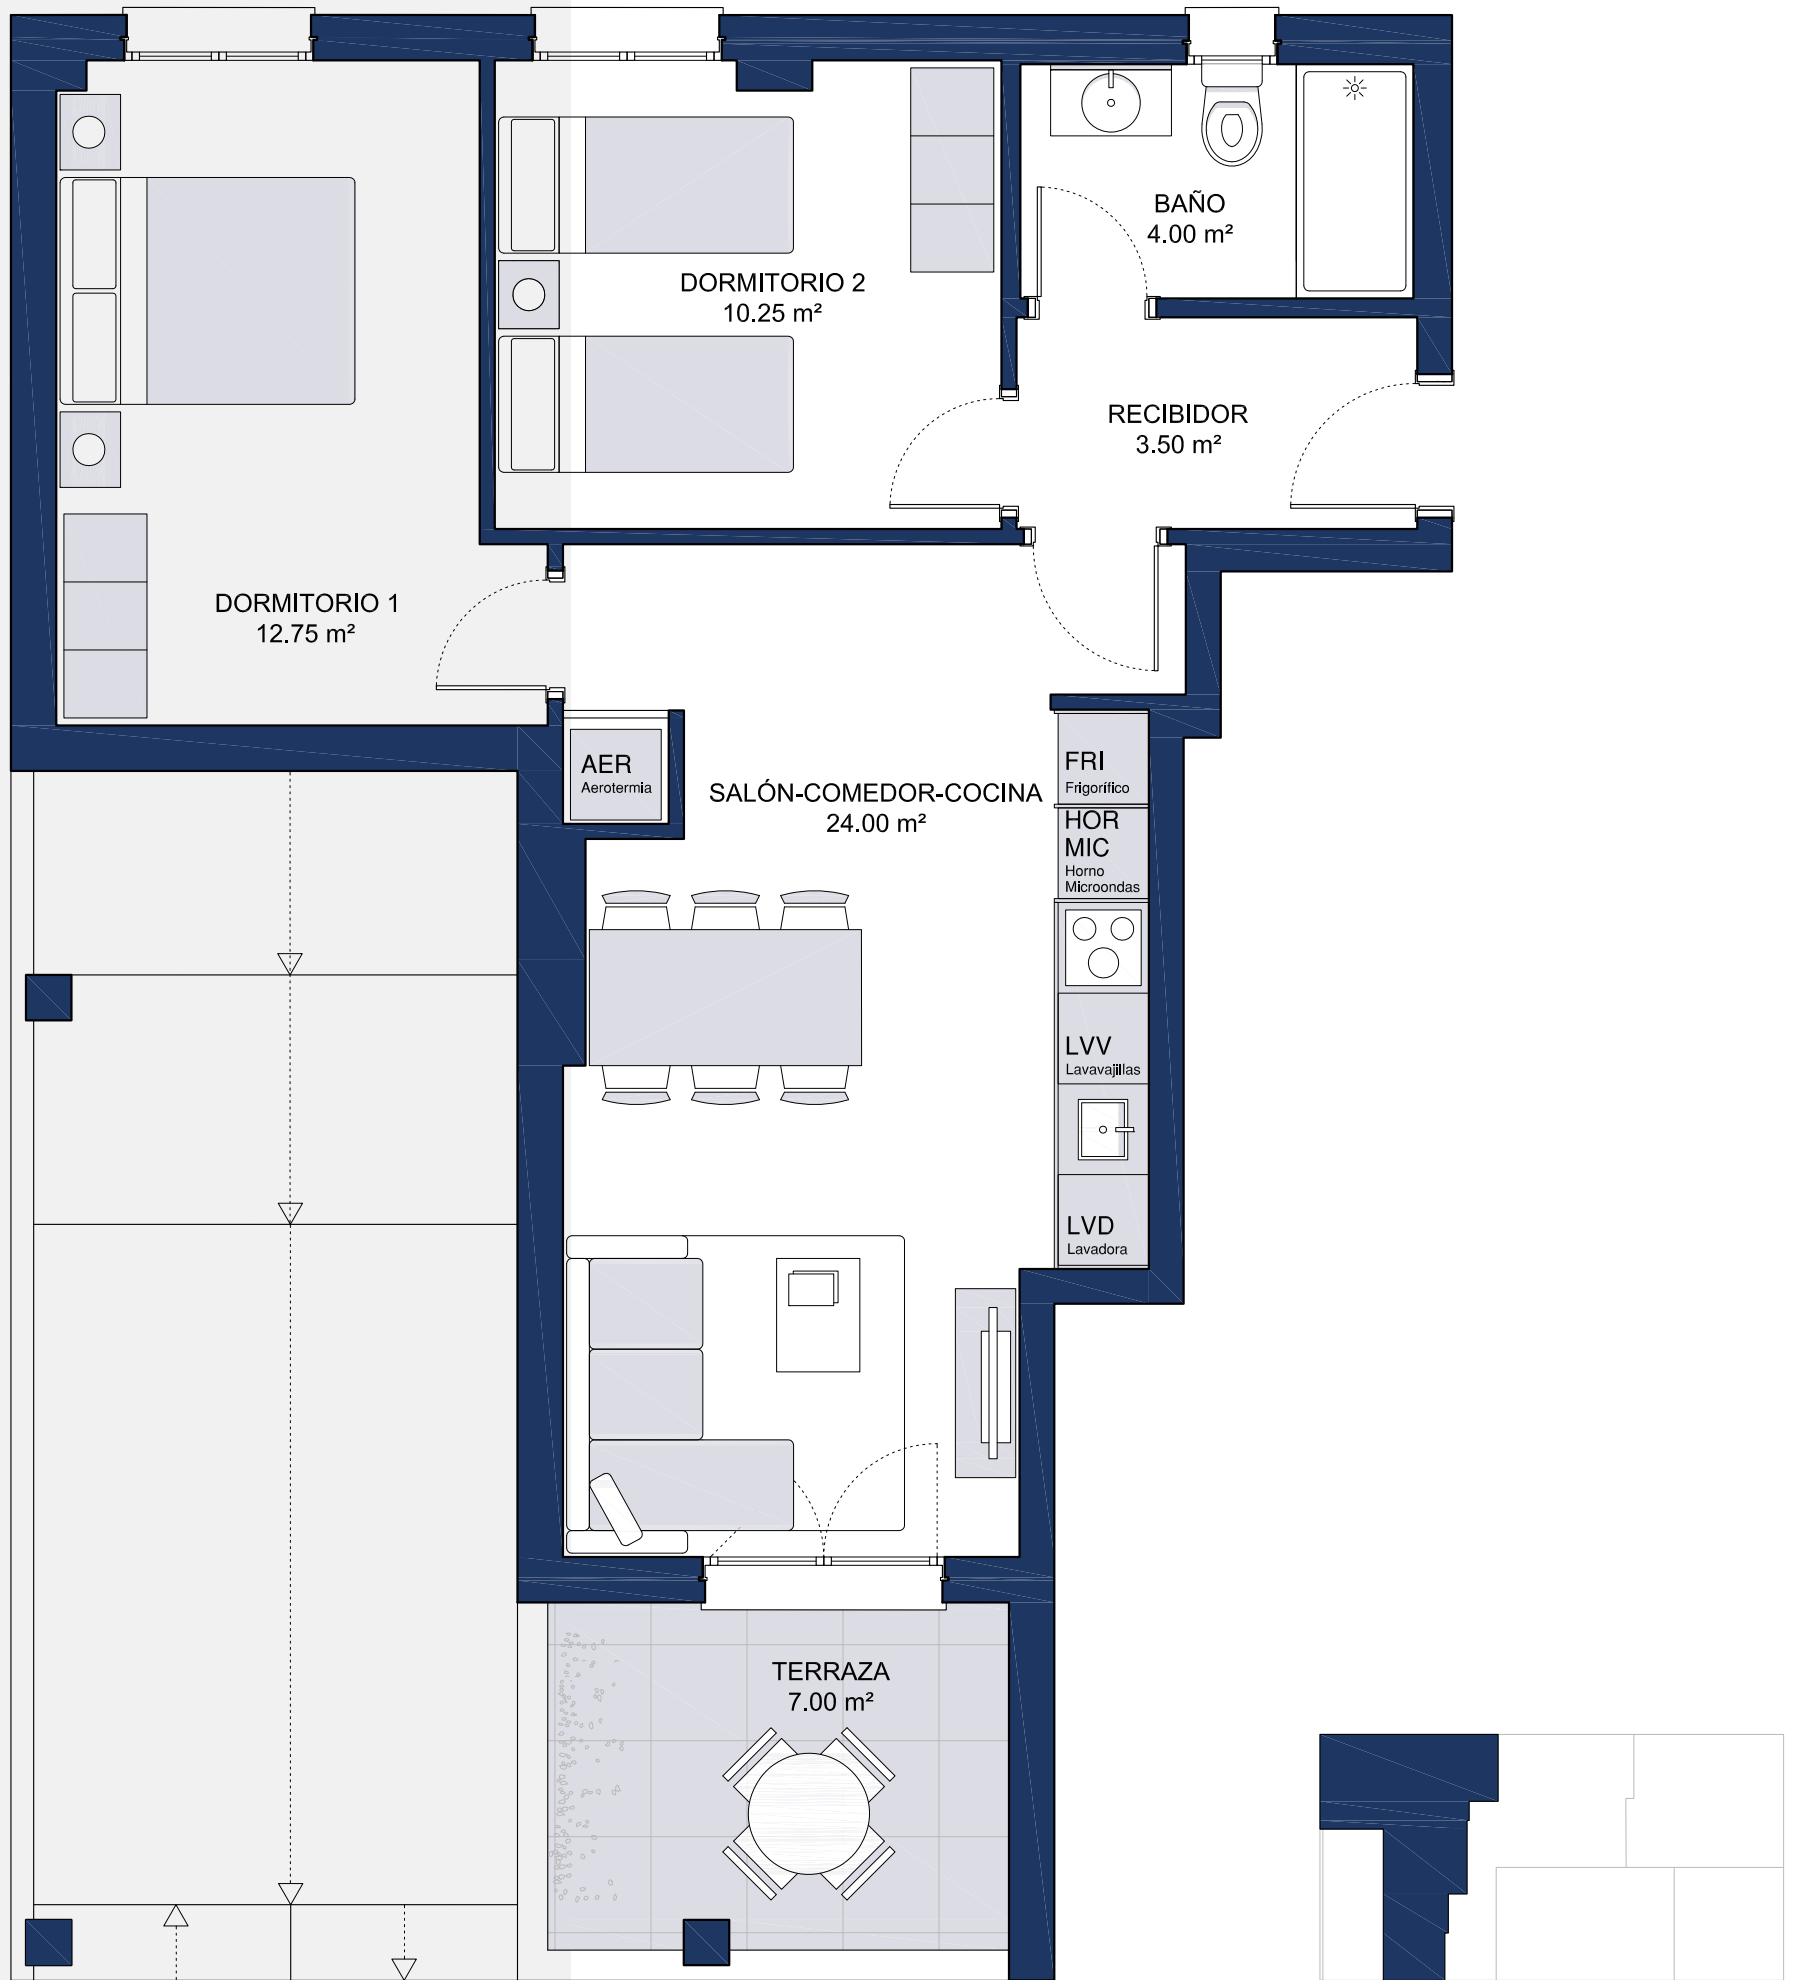 BAÑO
4.00 m²
DORMITORIO 2
10.25 m²
RECIBIDOR
3.50 m²
DORMITORIO 1
12.75 m²
AER
Aerotermia
SALÓN-COMEDOR-COCINA
24.00 m²
FRI
Frigorífico
HOR
MIC
Horno
Microondas
LVV
Lavavajillas
LVD
Lavadora
TERRAZA
7.00 m²